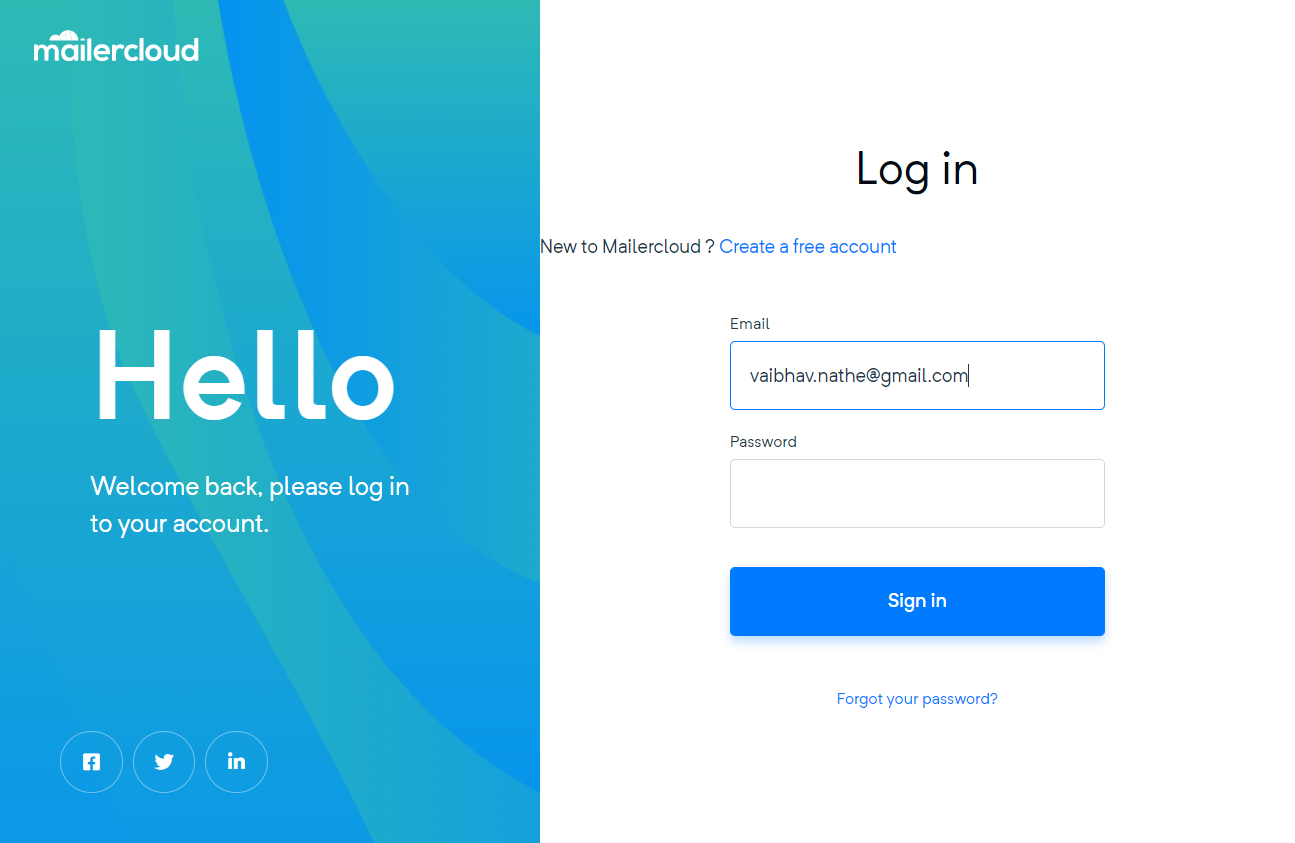 mailercloud
Hello
Welcome back, please log in
to your account.
Log in
New to Mailercloud ? Create a free account
Email
vaibhav.nathe@gmail.com
Password
Sign in
Forgot your password?